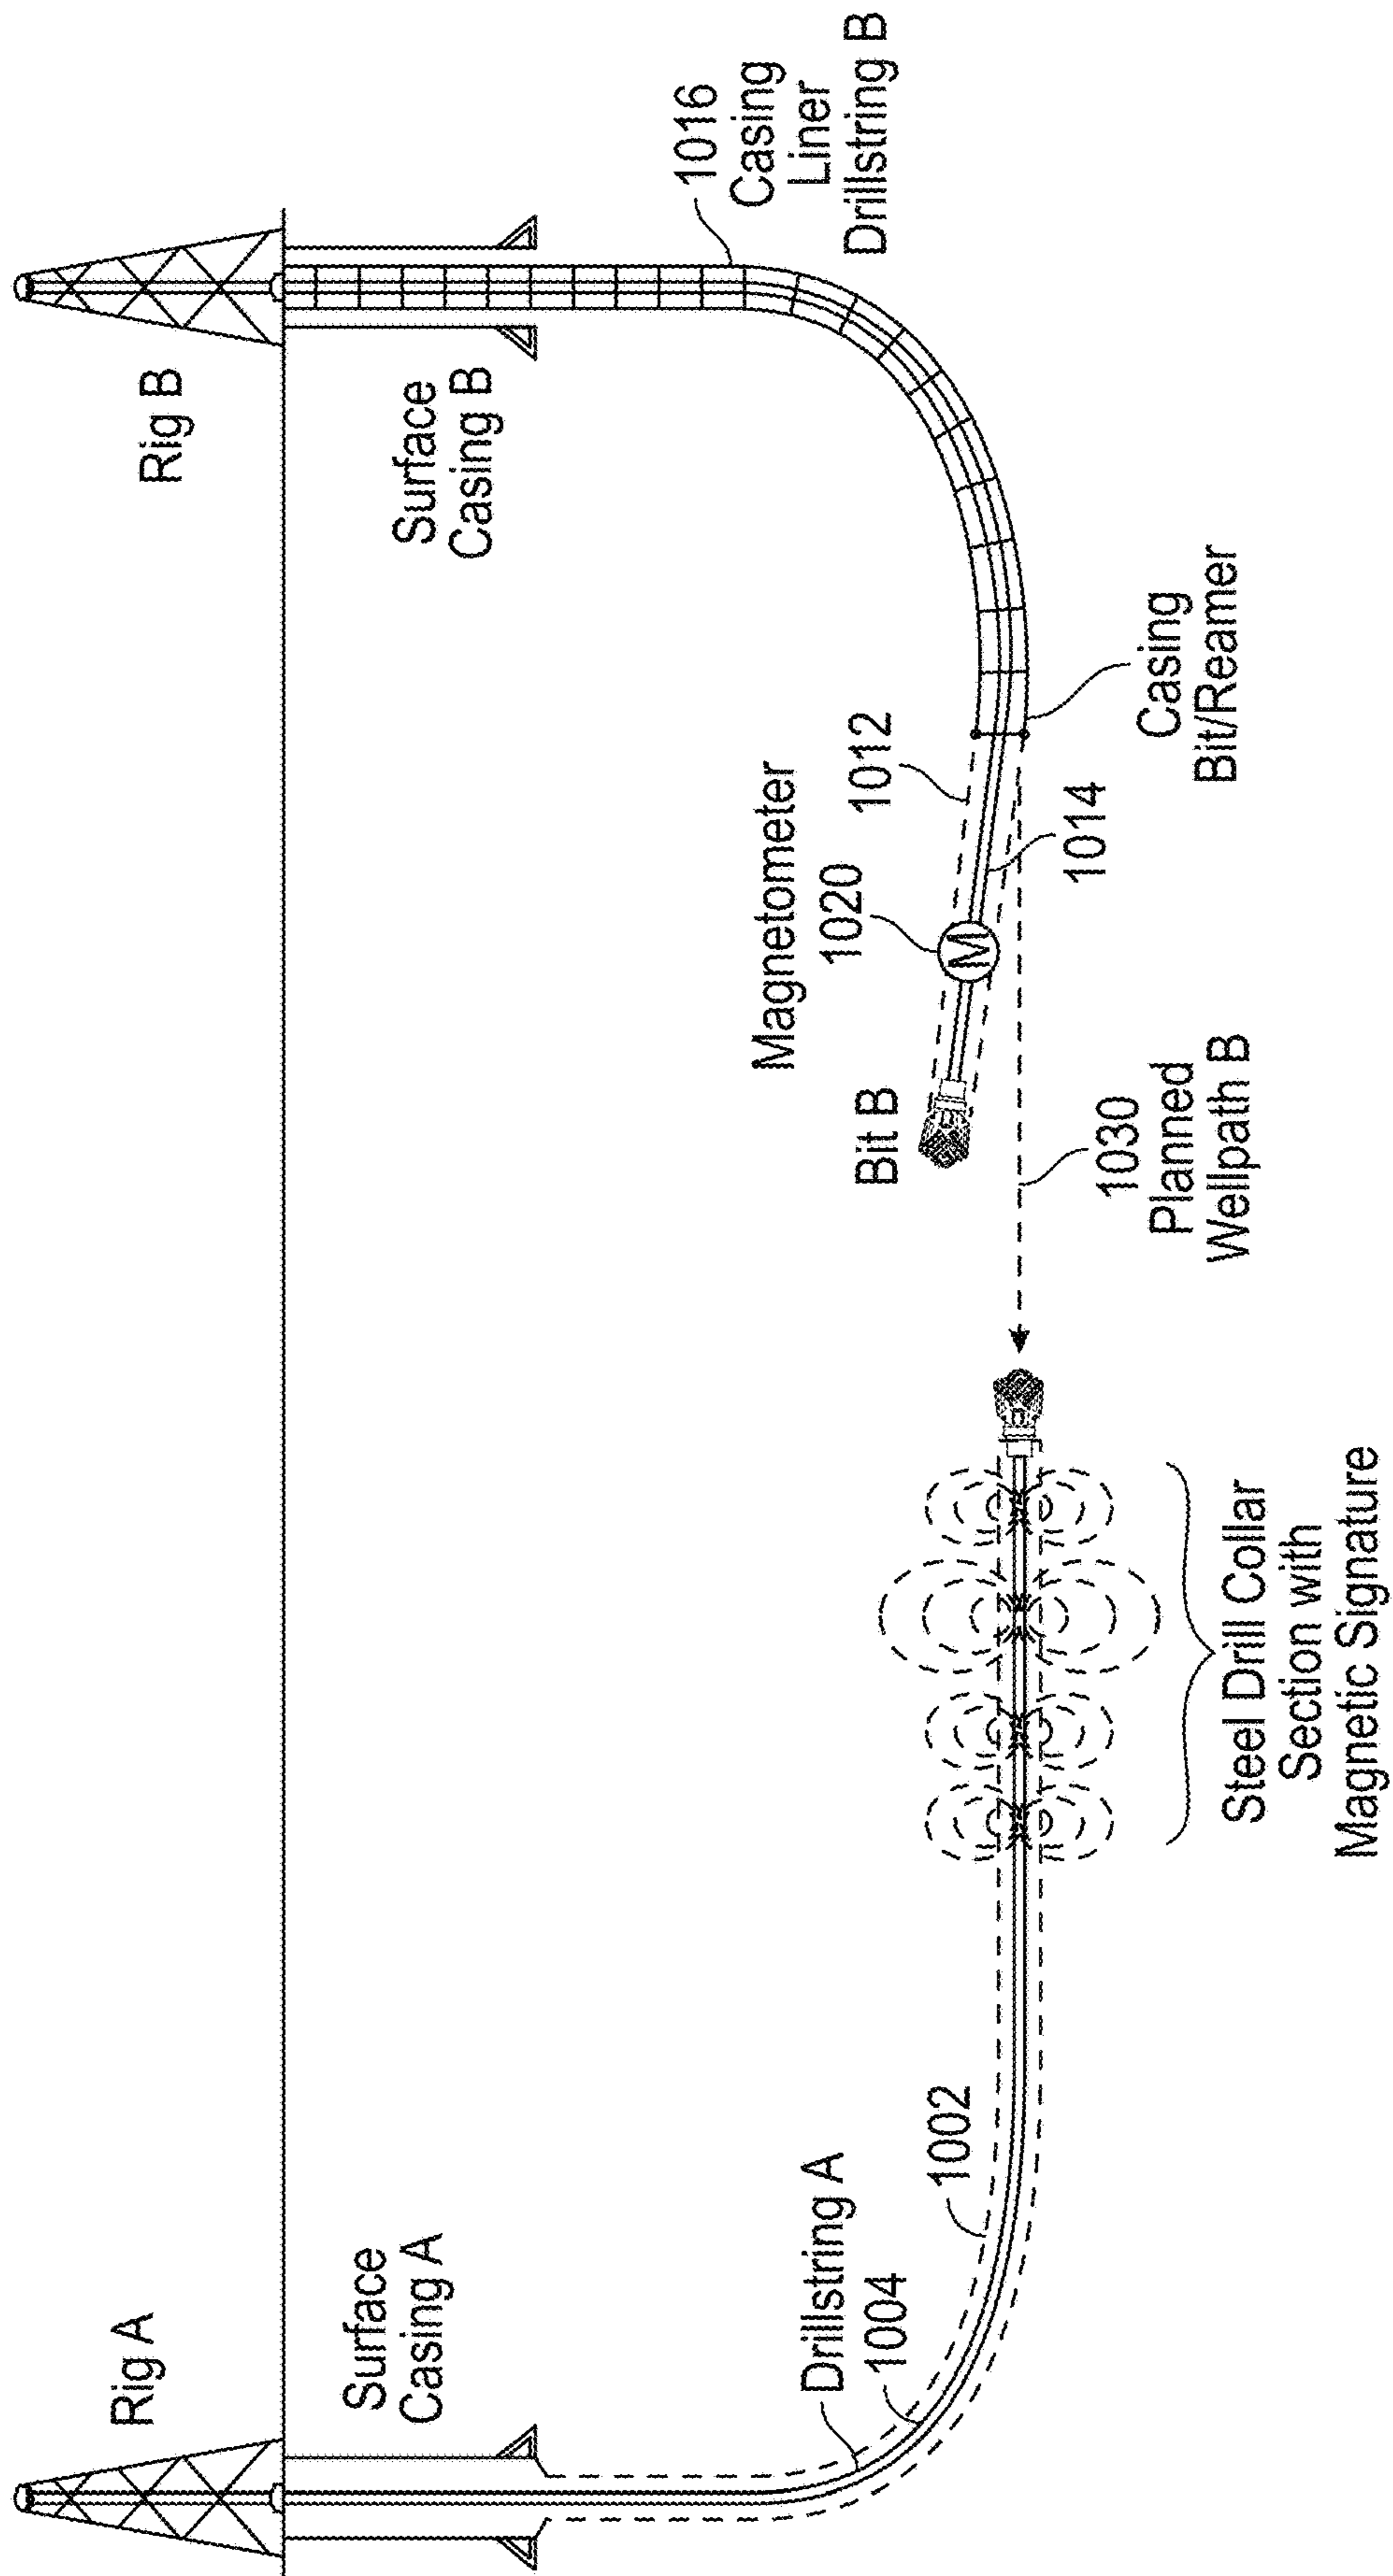 Rig A
Rig B
Surface
Casing A
Surface
Casing B
Drillstring A
1004
1002
Magnetometer
1020
1012
Bit B
1014
1016
Casing
Liner
Drillstring B
M
1030
Planned
Wellpath B
Casing
Bit/Reamer
Steel Drill Collar
Section with
Magnetic Signature